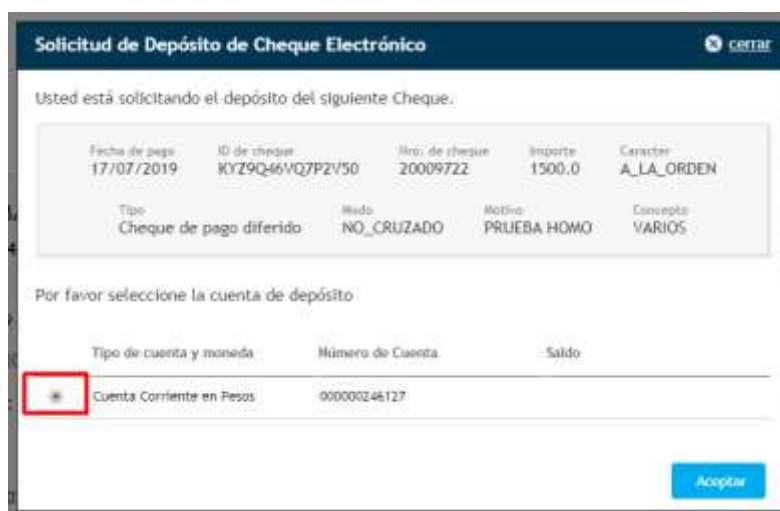 Solicitud de Depósito de Cheque Electrónico cerrar
Usted está solicitando el depósito del siguiente Cheque.
Fecha de pago ID de cheque Nro. de cheque Importe Caracter
17/07/2019 KYZ9Q46VQ7P2V50 20009722 1500.0 A_LA_ORDEN
Tipo Modo Motivo Concepto
Cheque de pago diferido NO_CRUZADO PRUEBA HOMO VARIOS
Por favor seleccione la cuenta de depósito
Tipo de cuenta y moneda Número de Cuenta Saldo
Cuenta Corriente en Pesos 000000246127
Aceptar